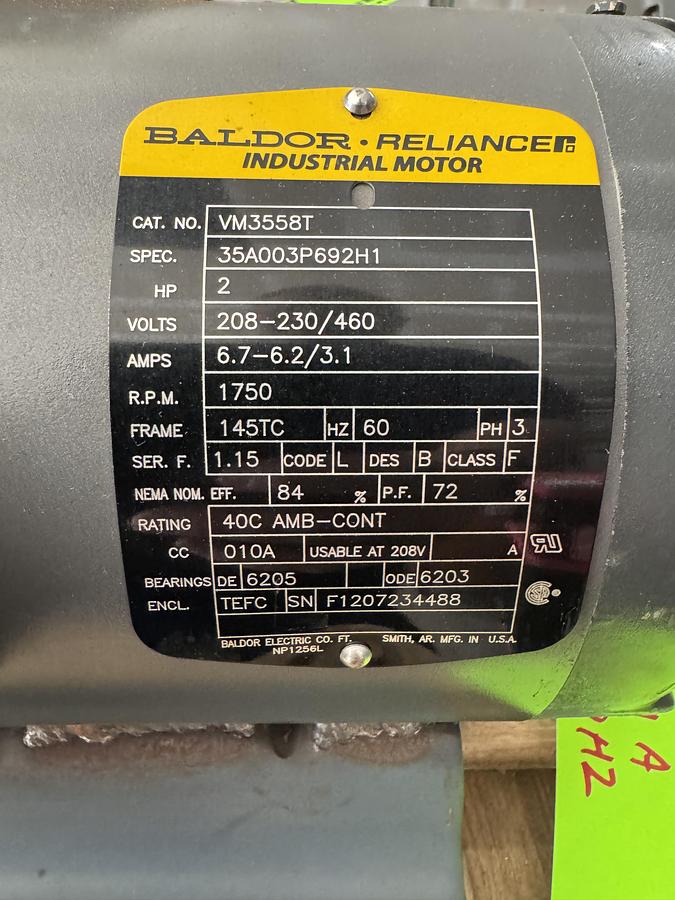 BALDOR · RELIANCE
INDUSTRIAL MOTOR
CAT. NO. VM3558T
SPEC. 35A003P692H1
HP 2
VOLTS 208-230/460
AMPS 6.7-6.2/3.1
R.P.M. 1750
FRAME 145TC HZ 60 PH 3
SER. F. 1.15 CODE L DES B CLASS F
NEMA NOM. EFF. 84 % P.F. 72 %
RATING 40C AMB-CONT
CC 010A USABLE AT 208V A
BEARINGS DE 6205 ODE 6203
ENCL. TEFC SN F1207234488
BALDOR ELECTRIC CO. FT. SMITH, AR. MFG. IN U.S.A.
NP1256L
A
H2